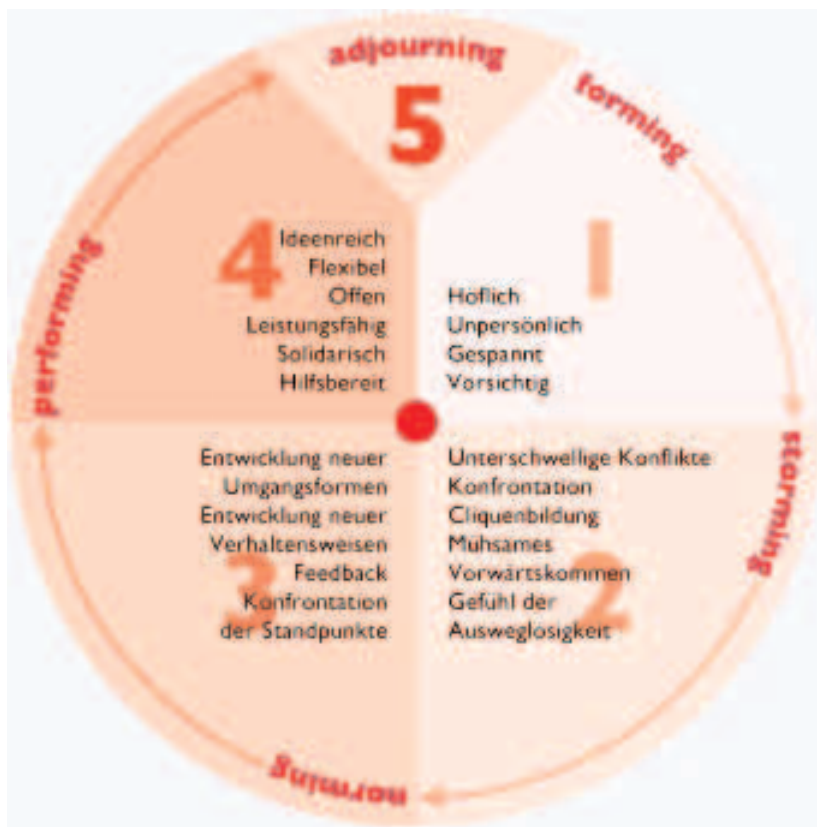 adjourning
5
forming
1
Höflich
Unpersönlich
Gespannt
Vorsichtig
storming
2
Unterschwellige Konflikte
Konfrontation
Cliquenbildung
Mühsames
Vorwärtskommen
Gefühl der
Ausweglosigkeit
norming
3
Entwicklung neuer
Umgangsformen
Entwicklung neuer
Verhaltensweisen
Feedback
Konfrontation
der Standpunkte
performing
4
Ideenreich
Flexibel
Offen
Leistungsfähig
Solidarisch
Hilfsbereit